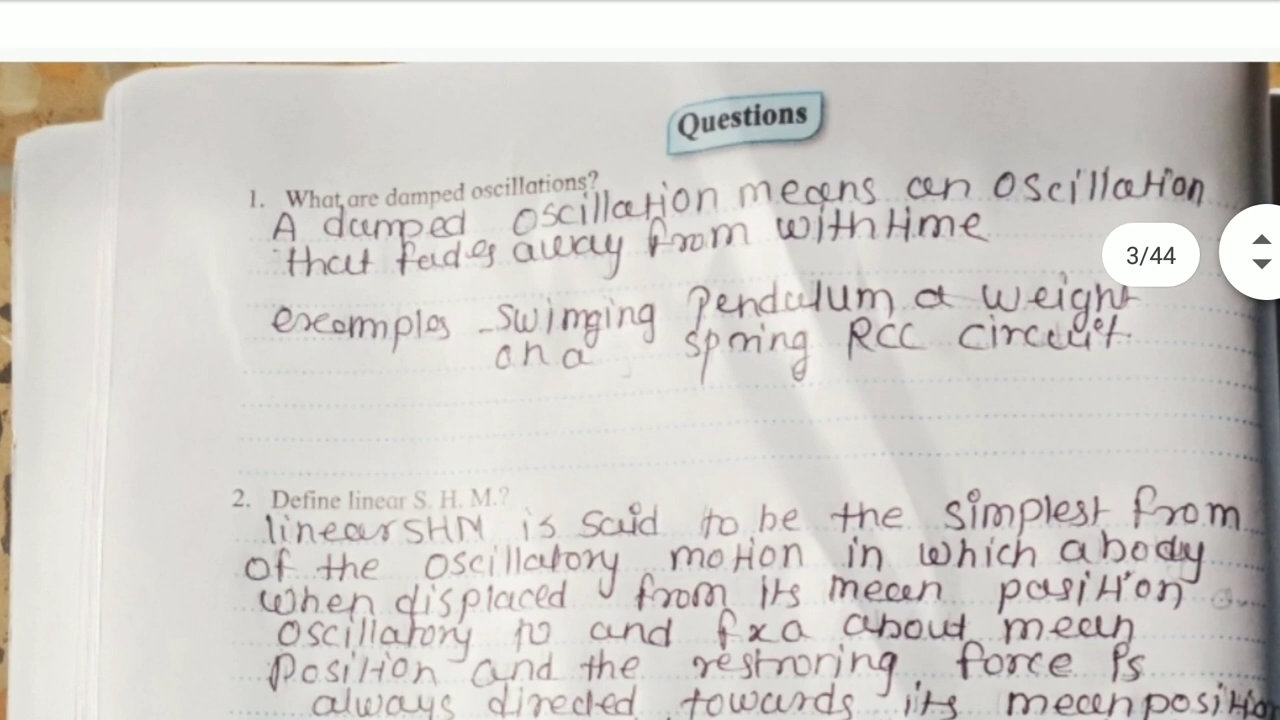 Questions
1. What are damped oscillations?
A damped oscillation means an oscillation
that fades away from with time
3/44
examples - swinging pendulum a weight
on a spring RCC circuit
2. Define linear S. H. M.?
linear SHM is said to be the simplest from
of the oscillatory motion in which a body
when displaced from its mean pasition
oscillatory to and fxa about mean
position and the restroring force is
always directed towards its mean position